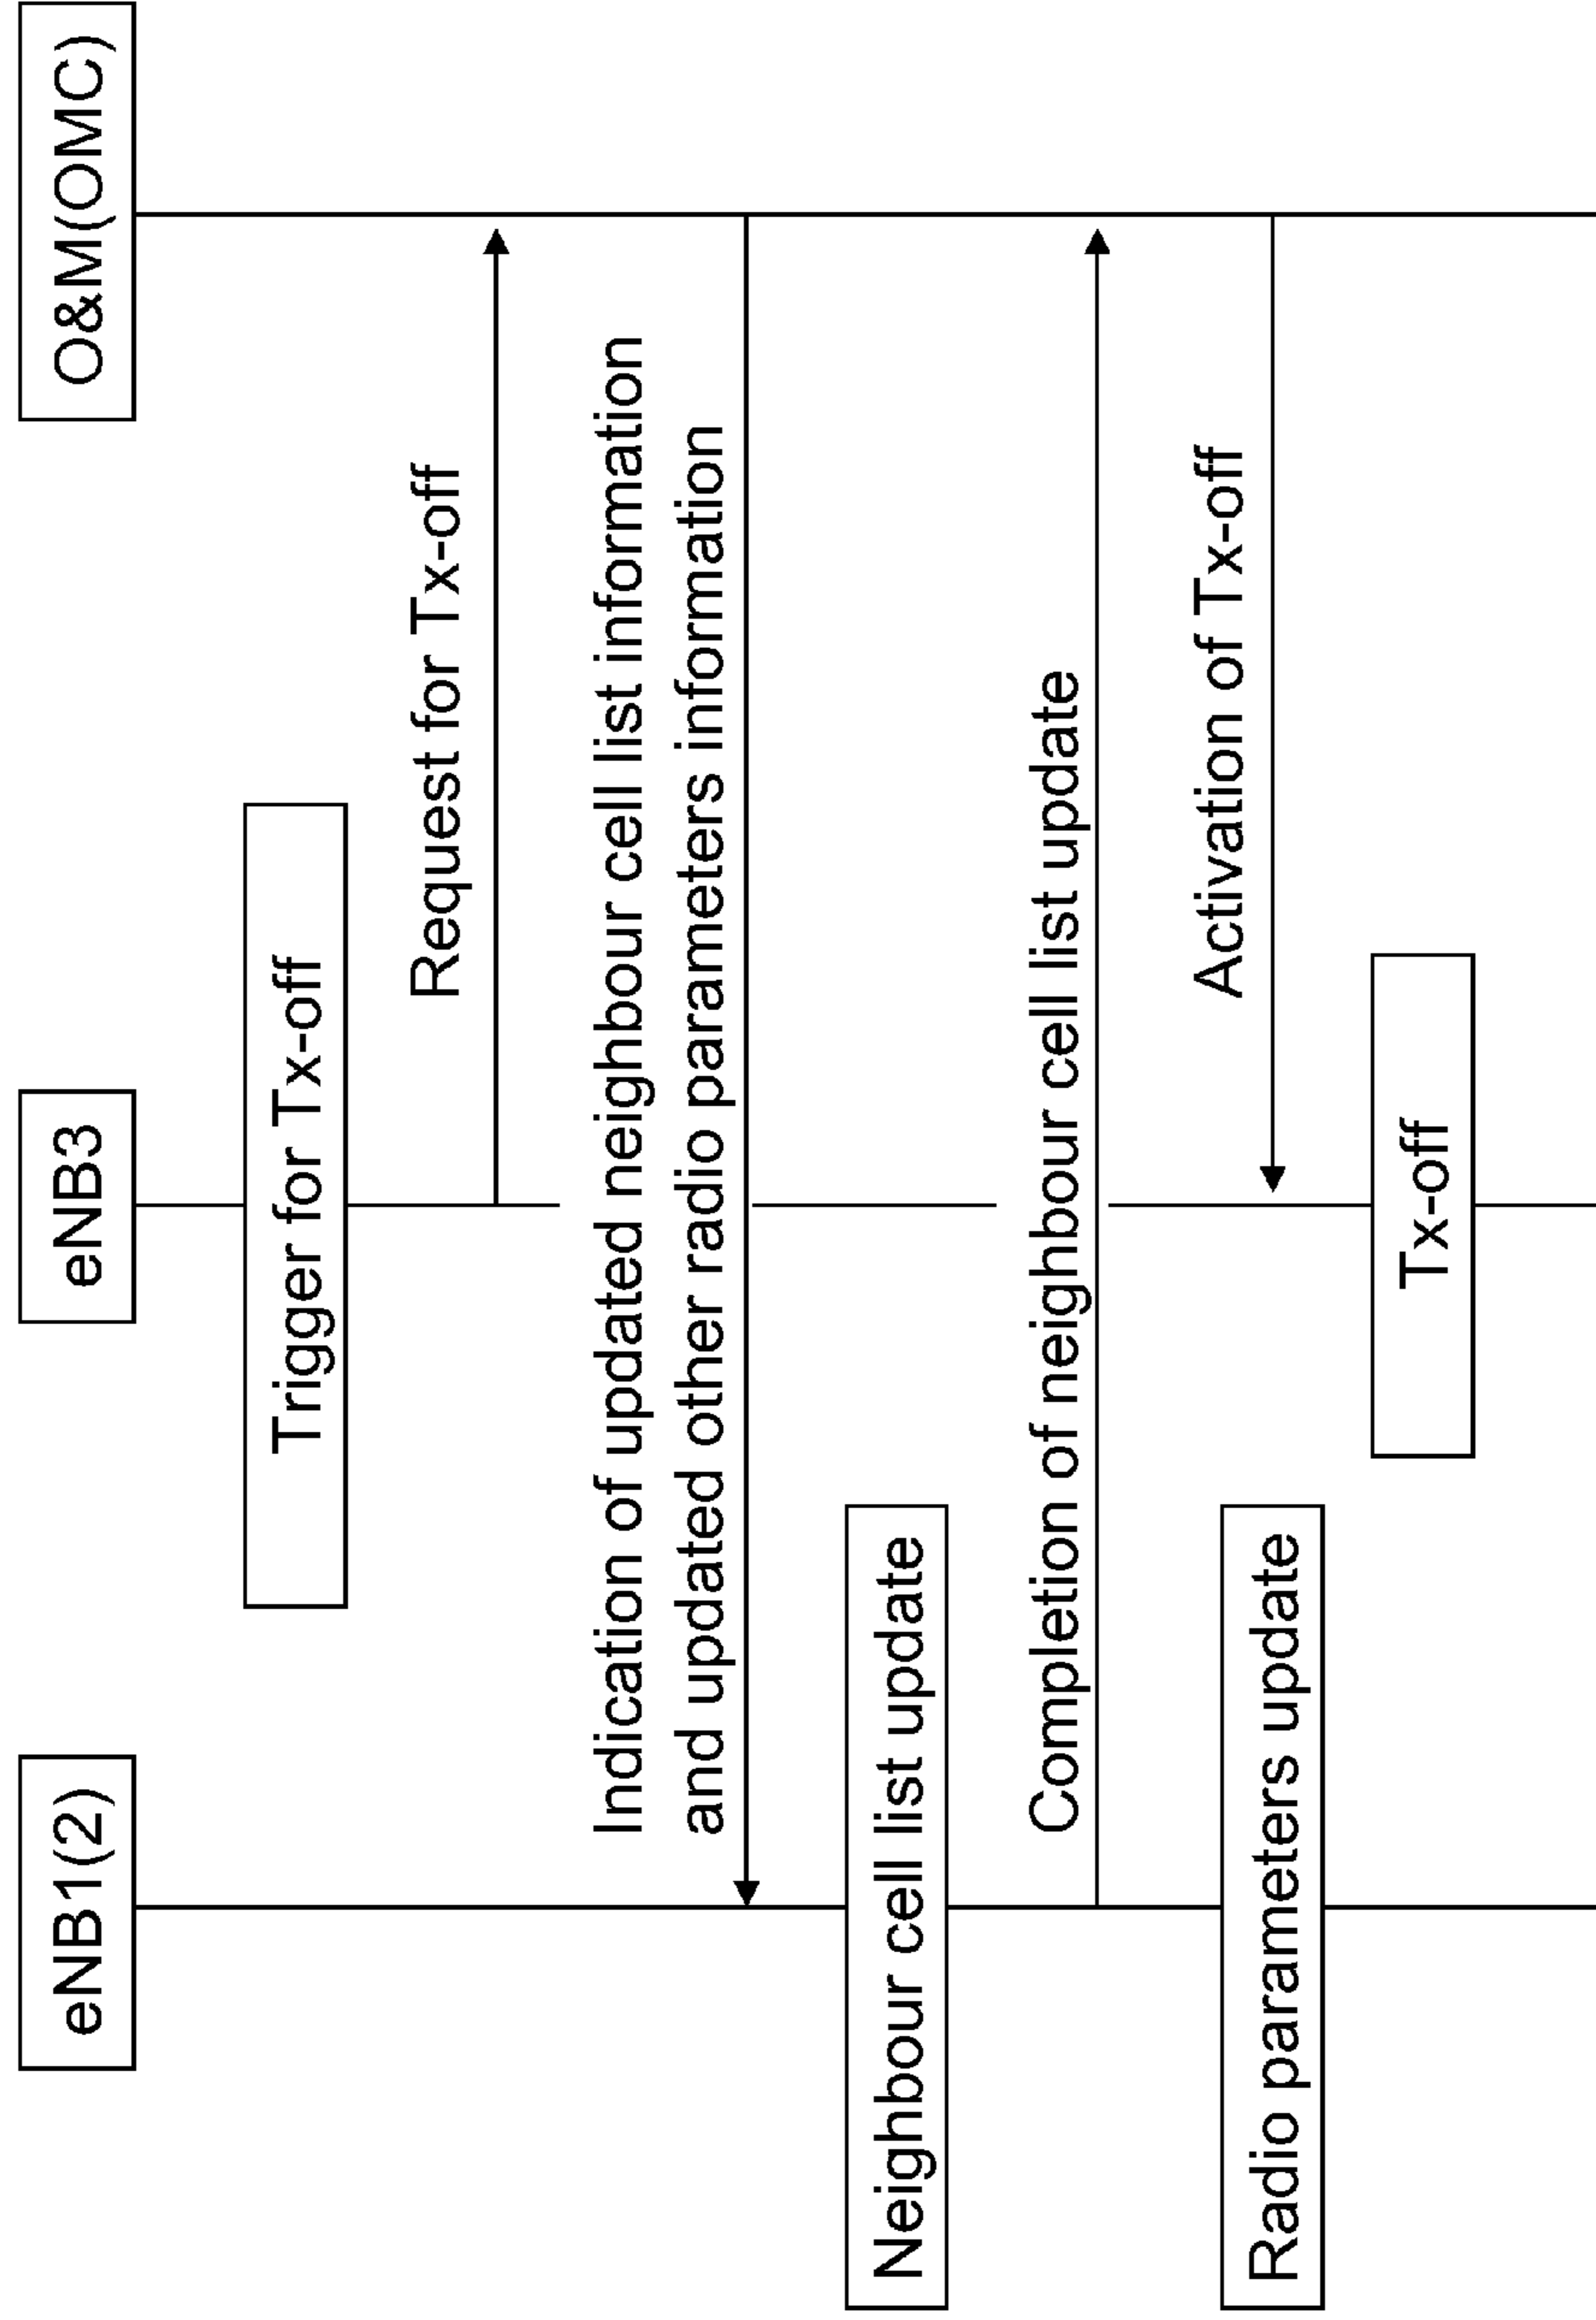 eNB1(2)
eNB3
O&M(OMC)
Trigger for Tx-off
Request for Tx-off
Indication of updated neighbour cell list information
and updated other radio parameters information
Neighbour cell list update
Completion of neighbour cell list update
Activation of Tx-off
Radio parameters update
Tx-off